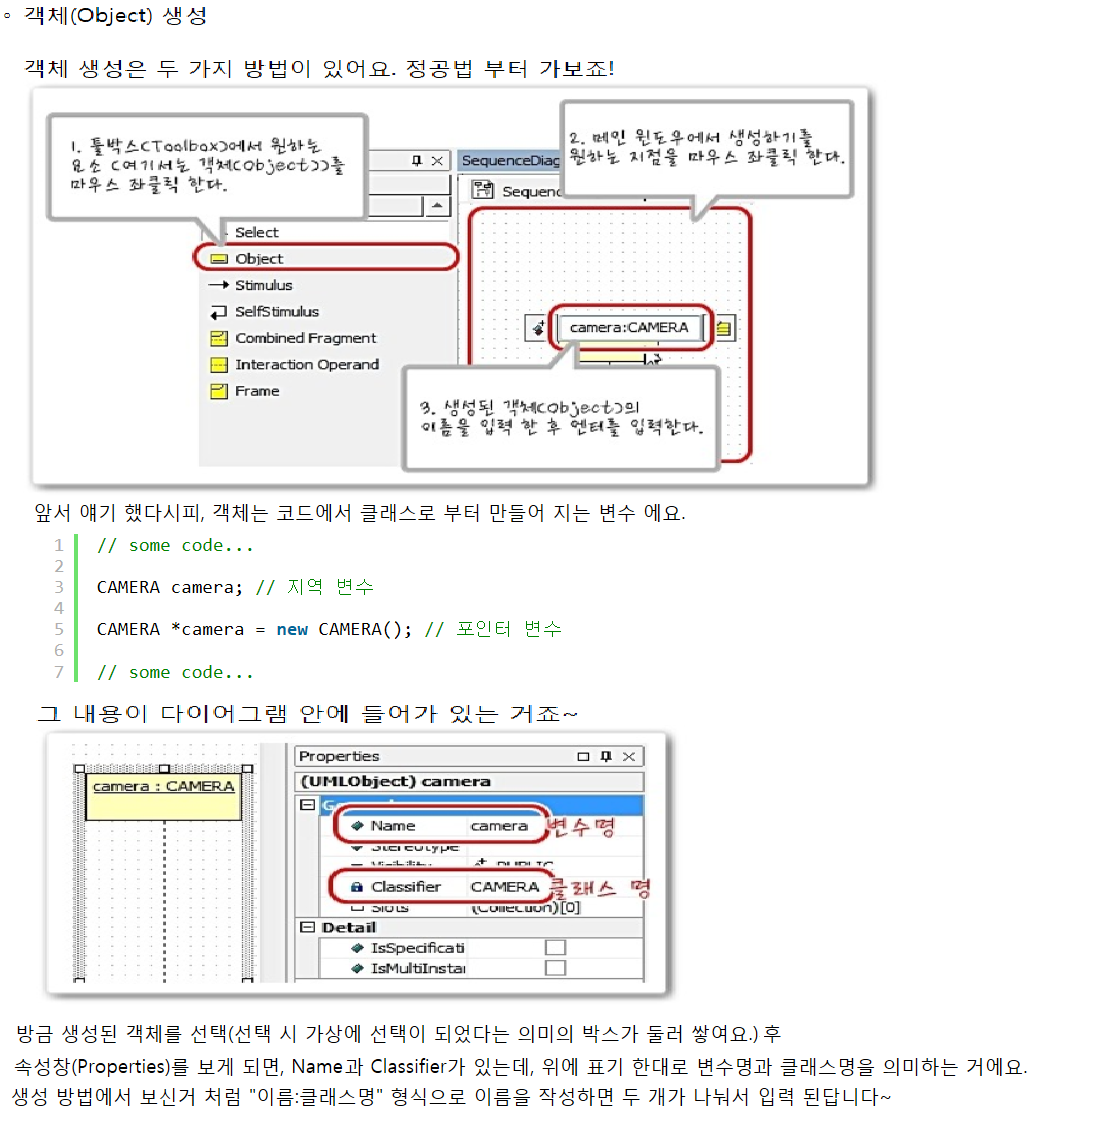 ◦ 객체(Object) 생성
객체 생성은 두 가지 방법이 있어요. 정공법 부터 가보죠!
1. 툴박스(Toolbox)에서 원하는
요소 (여기서는 객체(Object))를
마우스 좌클릭 한다.
2. 메인 윈도우에서 생성하기를
원하는 지점을 마우스 좌클릭 한다.
SequenceDiag
Sequenc
Select
Object
Stimulus
SelfStimulus
Combined Fragment
Interaction Operand
Frame
camera:CAMERA
3. 생성된 객체(Object)의
이름을 입력 한 후 엔터를 입력한다.
앞서 얘기 했다시피, 객체는 코드에서 클래스로 부터 만들어 지는 변수 에요.
1 // some code...
2
3 CAMERA camera; // 지역 변수
4
5 CAMERA *camera = new CAMERA(); // 포인터 변수
6
7 // some code...
그 내용이 다이어그램 안에 들어가 있는 거죠~
camera : CAMERA
Properties
(UMLObject) camera
Name camera 변수명
Stereotype
Visibility PUBLIC
Classifier CAMERA 클래스 명
Slots (Collection)[0]
Detail
IsSpecificati
IsMultiInstar
방금 생성된 객체를 선택(선택 시 가상에 선택이 되었다는 의미의 박스가 둘러 쌓여요.) 후
속성창(Properties)를 보게 되면, Name과 Classifier가 있는데, 위에 표기 한대로 변수명과 클래스명을 의미하는 거에요.
생성 방법에서 보신거 처럼 "이름:클래스명" 형식으로 이름을 작성하면 두 개가 나눠서 입력 된답니다~